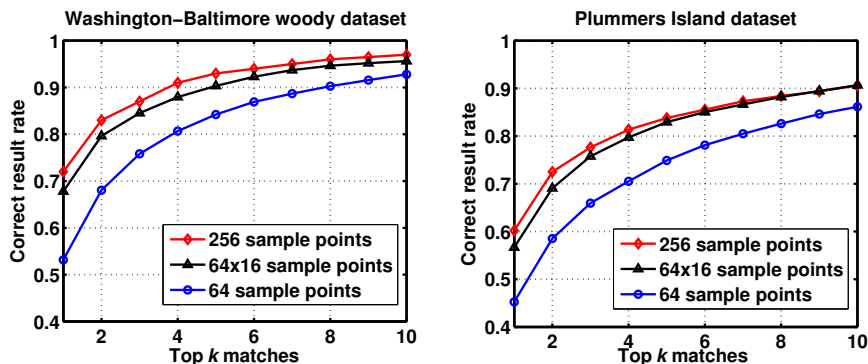 Washington-Baltimore woody dataset
Correct result rate
1
0.9
0.8
0.7
0.6
0.5
0.4
256 sample points
64x16 sample points
64 sample points
2 4 6 8 10
Top k matches
Plummers Island dataset
Correct result rate
1
0.9
0.8
0.7
0.6
0.5
0.4
256 sample points
64x16 sample points
64 sample points
2 4 6 8 10
Top k matches